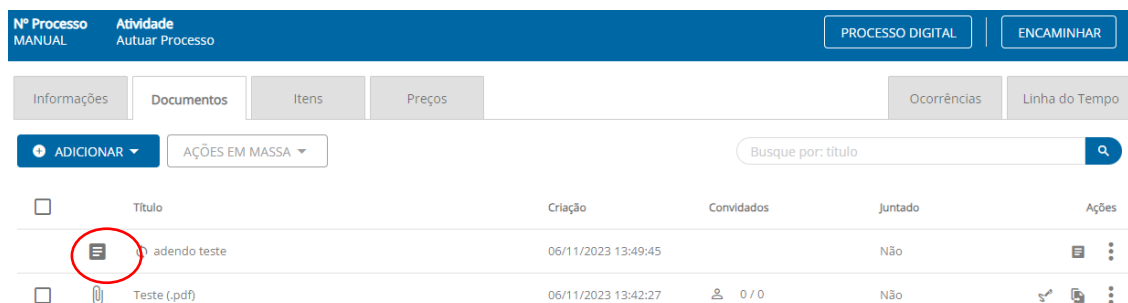 Nº Processo Atividade
MANUAL Autuar Processo
PROCESSO DIGITAL ENCAMINHAR
Informações Documentos Itens Preços Ocorrências Linha do Tempo
ADICIONAR AÇÕES EM MASSA Busque por: título
Título Criação Convidados Juntado Ações
adendo teste 06/11/2023 13:49:45 Não
Teste (.pdf) 06/11/2023 13:42:27 0/0 Não